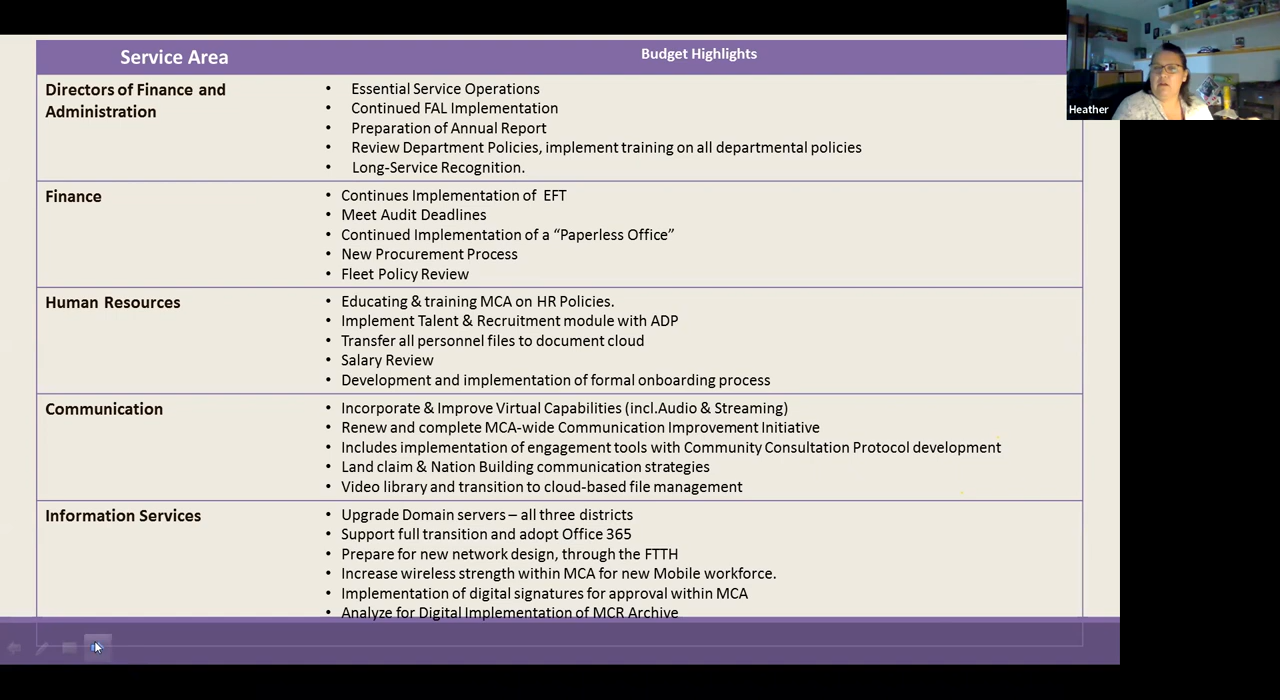 Service Area
Budget Highlights
Heather
Directors of Finance and
Administration
• Essential Service Operations
• Continued FAL Implementation
• Preparation of Annual Report
• Review Department Policies, implement training on all departmental policies
• Long-Service Recognition.
Finance
• Continues Implementation of EFT
• Meet Audit Deadlines
• Continued Implementation of a “Paperless Office”
• New Procurement Process
• Fleet Policy Review
Human Resources
• Educating & training MCA on HR Policies.
• Implement Talent & Recruitment module with ADP
• Transfer all personnel files to document cloud
• Salary Review
• Development and implementation of formal onboarding process
Communication
• Incorporate & Improve Virtual Capabilities (incl.Audio & Streaming)
• Renew and complete MCA-wide Communication Improvement Initiative
• Includes implementation of engagement tools with Community Consultation Protocol development
• Land claim & Nation Building communication strategies
• Video library and transition to cloud-based file management
Information Services
• Upgrade Domain servers – all three districts
• Support full transition and adopt Office 365
• Prepare for new network design, through the FTTH
• Increase wireless strength within MCA for new Mobile workforce.
• Implementation of digital signatures for approval within MCA
• Analyze for Digital Implementation of MCR Archive